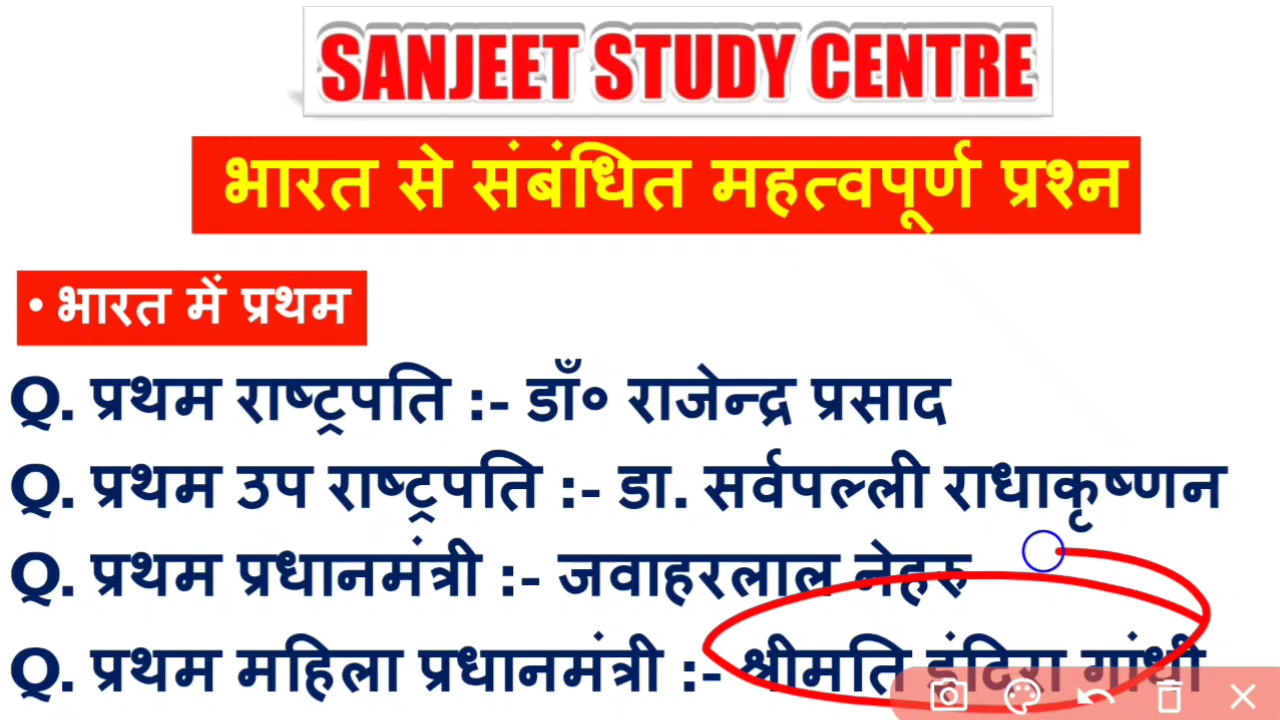 SANJEET STUDY CENTRE
भारत से संबंधित महत्वपूर्ण प्रश्न
• भारत में प्रथम
Q. प्रथम राष्ट्रपति :- डाँ॰ राजेन्द्र प्रसाद
Q. प्रथम उप राष्ट्रपति :- डा. सर्वपल्ली राधाकृष्णन
Q. प्रथम प्रधानमंत्री :- जवाहरलाल नेहरु
Q. प्रथम महिला प्रधानमंत्री :- श्रीमति इंदिरा गांधी